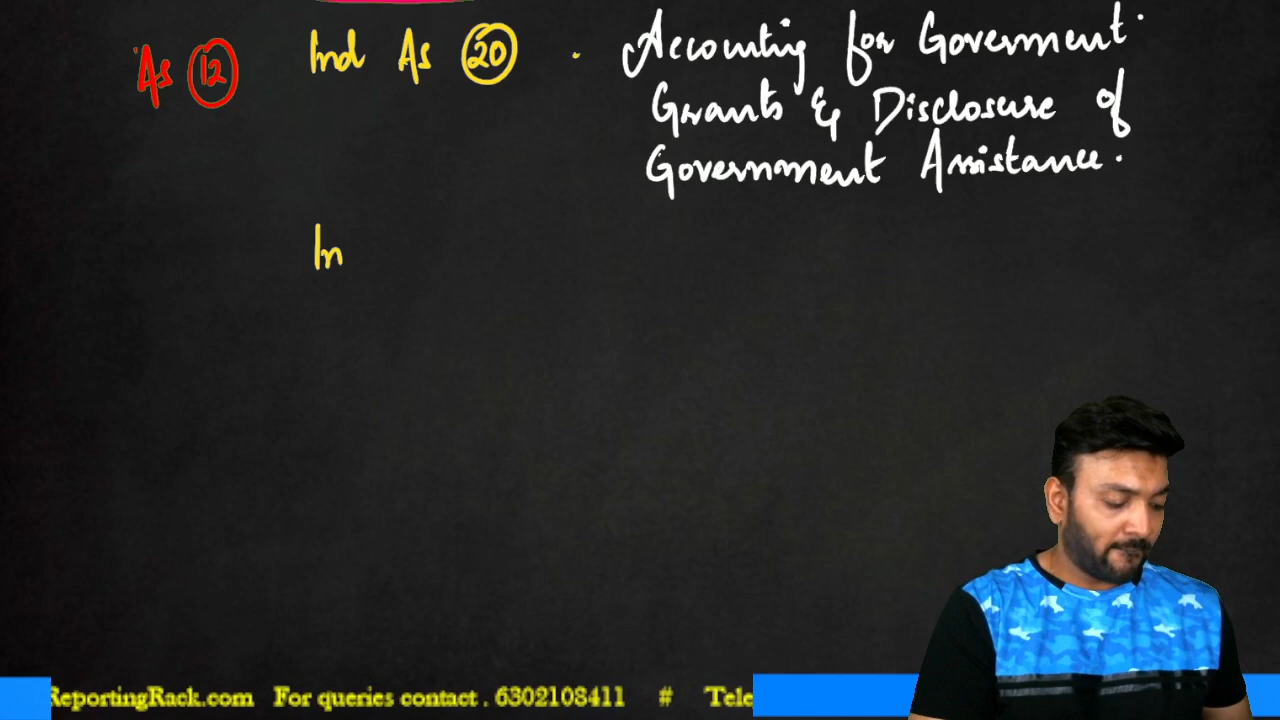 As 12 Ind As 20 . Accounting for Goverment
Grants & Disclosure of
Government Assistance.
In
ReportingRack.com For queries contact . 6302108411 # Tele